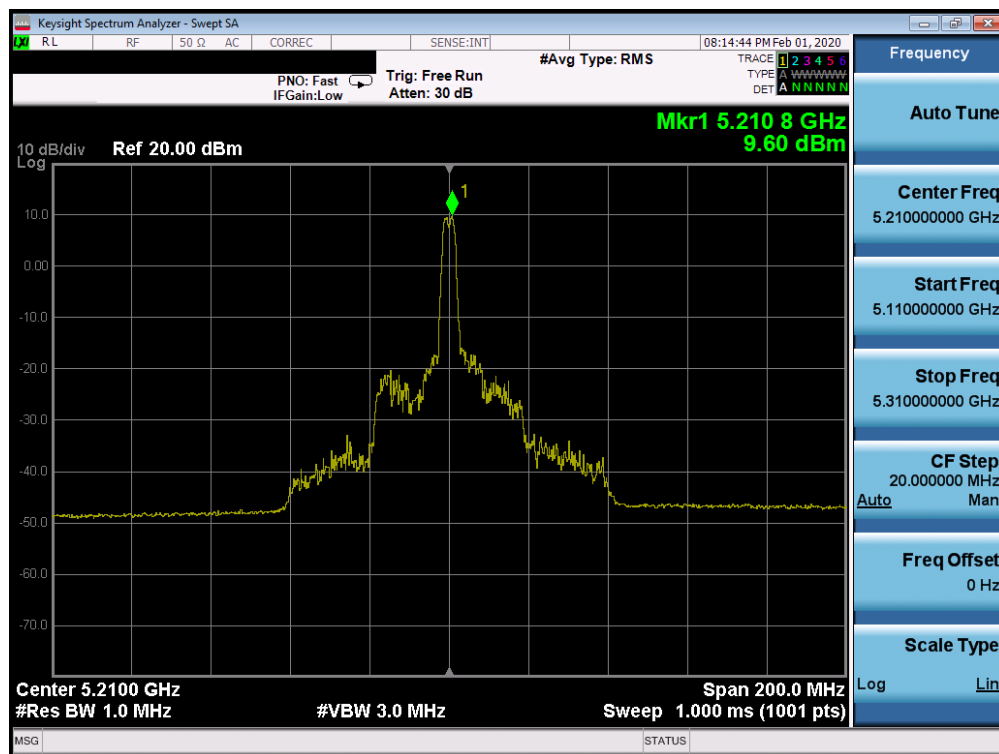 Keysight Spectrum Analyzer - Swept SA
LXI RL RF 50 Ω AC CORREC SENSE:INT 08:14:44 PM Feb 01, 2020
#Avg Type: RMS TRACE 1 2 3 4 5 6
PNO: Fast Trig: Free Run TYPE A WWWWW
IFGain:Low Atten: 30 dB DET A N N N N N
Mkr1 5.210 8 GHz
9.60 dBm
10 dB/div Ref 20.00 dBm
Log
1
10.0
0.00
-10.0
-20.0
-30.0
-40.0
-50.0
-60.0
-70.0
Center 5.2100 GHz Span 200.0 MHz
#Res BW 1.0 MHz #VBW 3.0 MHz Sweep 1.000 ms (1001 pts)
MSG STATUS
Frequency
Auto Tune
Center Freq
5.210000000 GHz
Start Freq
5.110000000 GHz
Stop Freq
5.310000000 GHz
CF Step
20.000000 MHz
Auto Man
Freq Offset
0 Hz
Scale Type
Log Lin